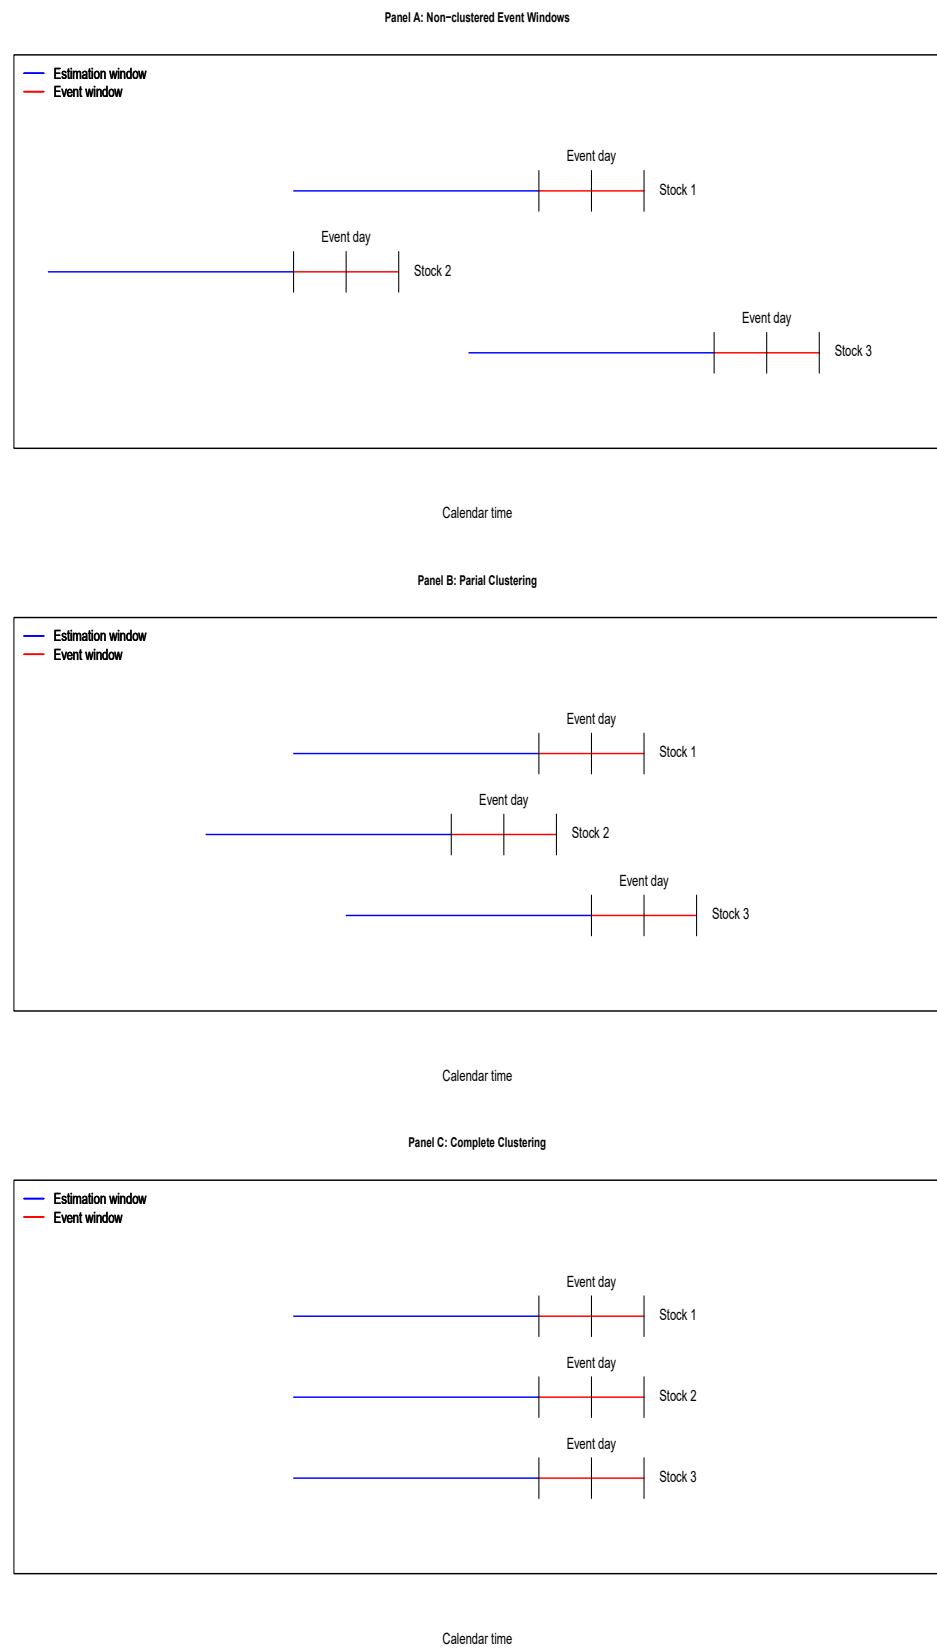 Panel A: Non−clustered Event Windows
Estimation window
Event window
Event day
Stock 1
Event day
Stock 2
Event day
Stock 3
Calendar time
Panel B: Parial Clustering
Estimation window
Event window
Event day
Stock 1
Event day
Stock 2
Event day
Stock 3
Calendar time
Panel C: Complete Clustering
Estimation window
Event window
Event day
Stock 1
Event day
Stock 2
Event day
Stock 3
Calendar time